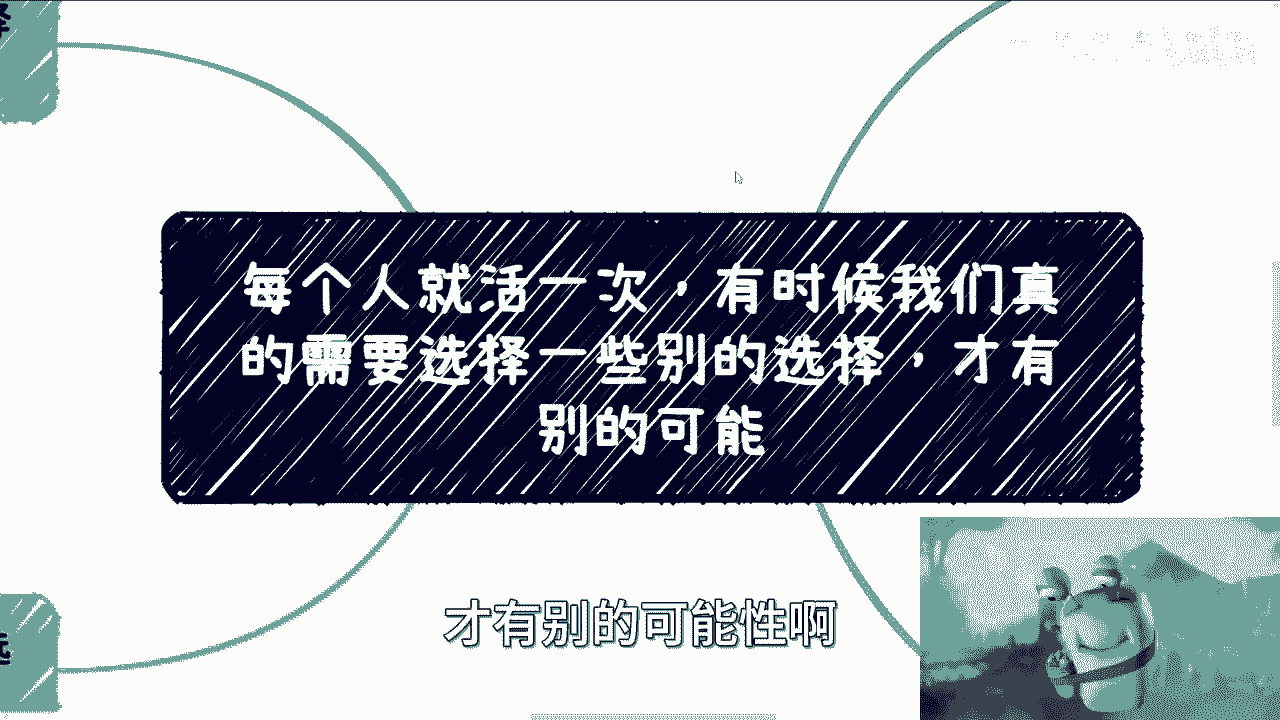 每个人就活一次，有时候我们真
的需要选择一些别的选择，才有
别的可能
才有别的可能性啊